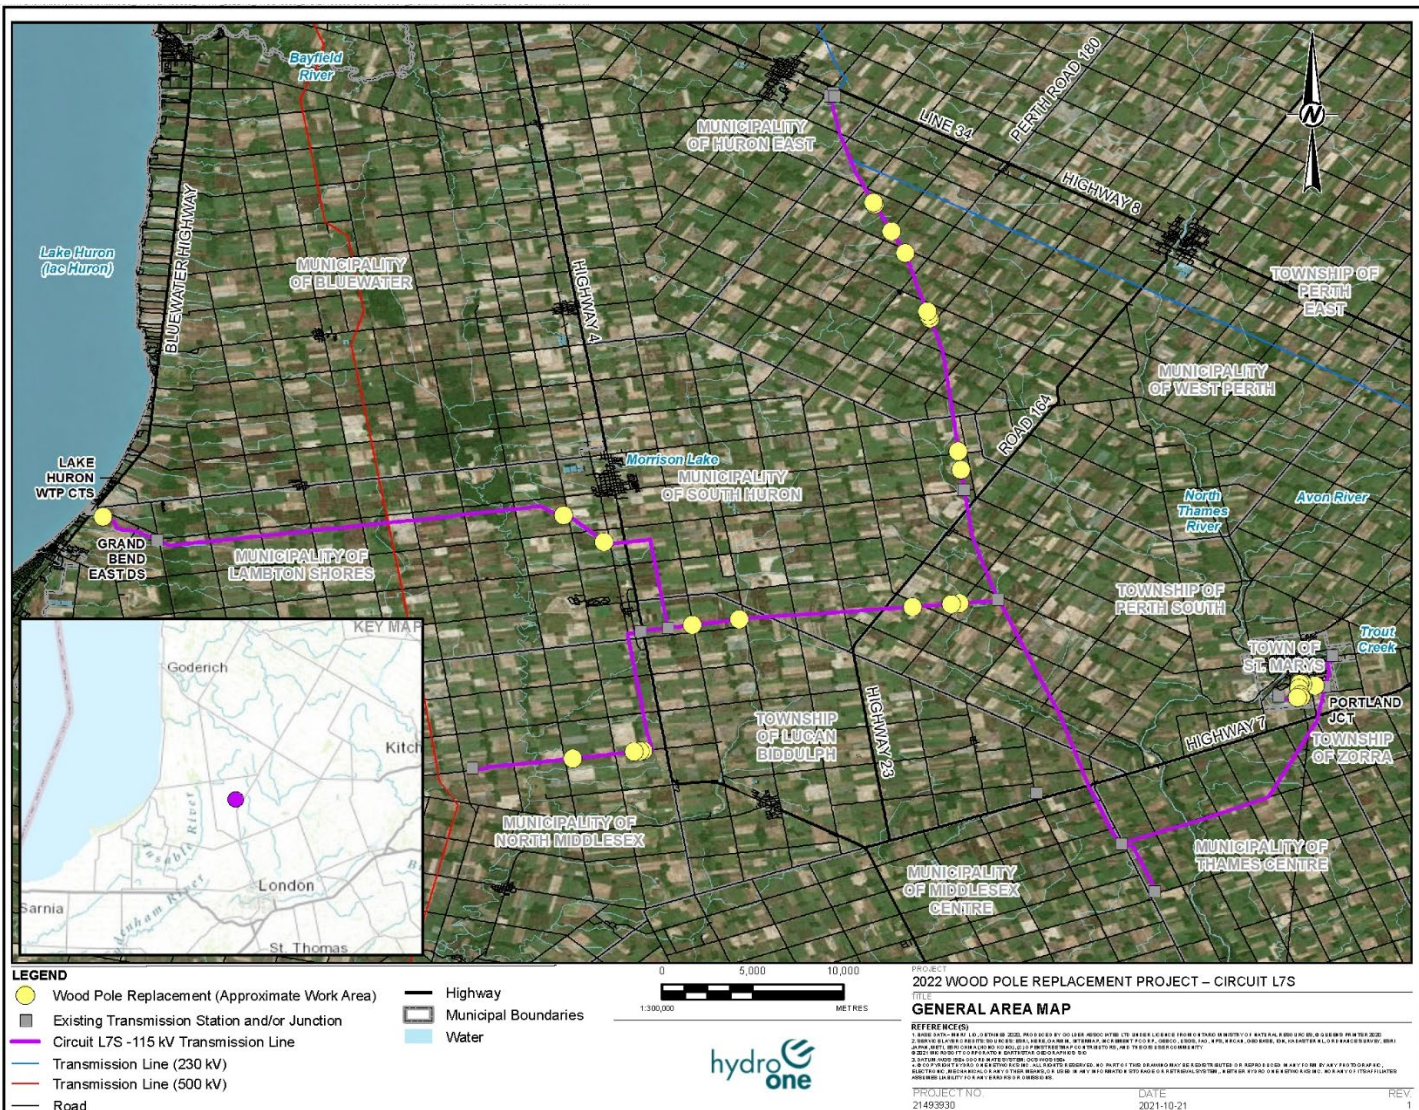 Bayfield
River
PERTH ROAD 180
MUNICIPALITY
OF HURON EAST
LINE 34
N
HIGHWAY 8
BLUEWATER HIGHWAY
Lake Huron
(lac Huron)
MUNICIPALITY
OF BLUEWATER
HIGHWAY 4
TOWNSHIP OF
PERTH
EAST
MUNICIPALITY
OF WEST PERTH
ROAD 164
LAKE
HURON
WTP CTS
Morrison Lake
MUNICIPALITY
OF SOUTH HURON
North
Thames
River
Avon River
GRAND
BEND
EAST DS
MUNICIPALITY OF
LAMBTON SHORES
TOWNSHIP OF
PERTH SOUTH
KEY MAP
Trout
Creek
TOWN OF
ST. MARYS
Goderich
PORTLAND
JCT
HIGHWAY 7
TOWNSHIP
OF ZORRA
TOWNSHIP
OF LUCAN
BIDDULPH
HIGHWAY 23
Kitch
MUNICIPALITY OF
NORTH MIDDLESEX
MUNICIPALITY OF
THAMES CENTRE
MUNICIPALITY
OF MIDDLESEX
CENTRE
London
Sarnia
St. Thomas
LEGEND
Wood Pole Replacement (Approximate Work Area)
Existing Transmission Station and/or Junction
Circuit L7S -115 kV Transmission Line
Transmission Line (230 kV)
Transmission Line (500 kV)
Road
Highway
Municipal Boundaries
Water
0 5,000 10,000
1:300,000 METRES
hydro
one
PROJECT
2022 WOOD POLE REPLACEMENT PROJECT – CIRCUIT L7S
TITLE
GENERAL AREA MAP
REFERENCE(S)
PROJECT NO. DATE REV.
21493930 2021-10-21 1